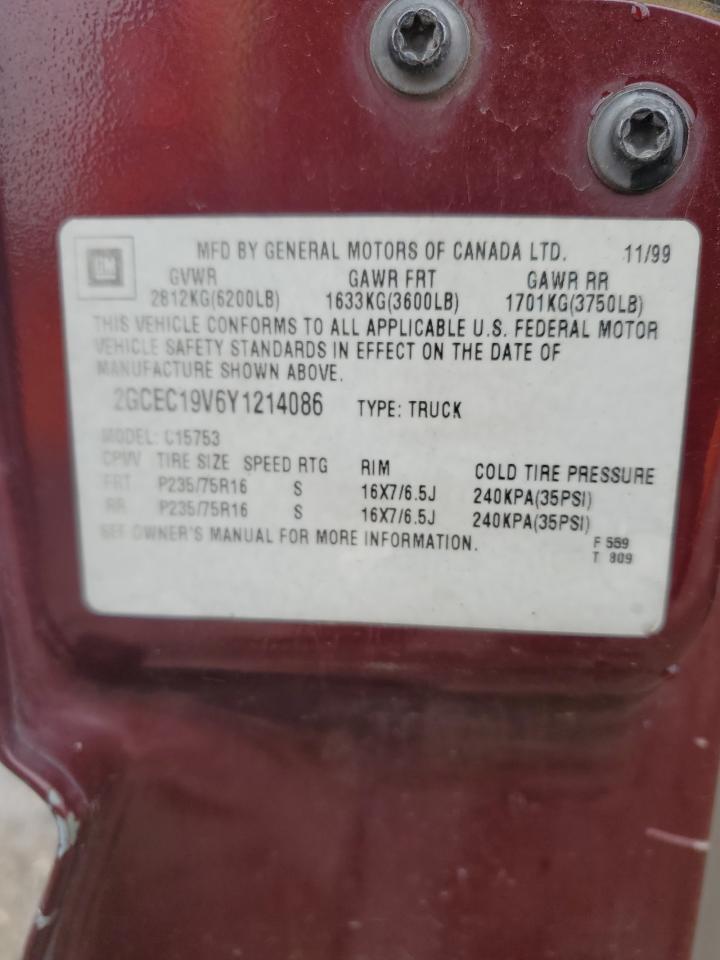 GM
MFD BY GENERAL MOTORS OF CANADA LTD. 11/99
GVWR GAWR FRT GAWR RR
2812KG(6200LB) 1633KG(3600LB) 1701KG(3750LB)
THIS VEHICLE CONFORMS TO ALL APPLICABLE U.S. FEDERAL MOTOR
VEHICLE SAFETY STANDARDS IN EFFECT ON THE DATE OF
MANUFACTURE SHOWN ABOVE.
2GCEC19V6Y1214086 TYPE: TRUCK
MODEL: C15753
CPVV TIRE SIZE SPEED RTG RIM COLD TIRE PRESSURE
FRT P235/75R16 S 16X7/6.5J 240KPA(35PSI)
RR P235/75R16 S 16X7/6.5J 240KPA(35PSI)
SEE OWNER'S MANUAL FOR MORE INFORMATION.
F 559
T 809